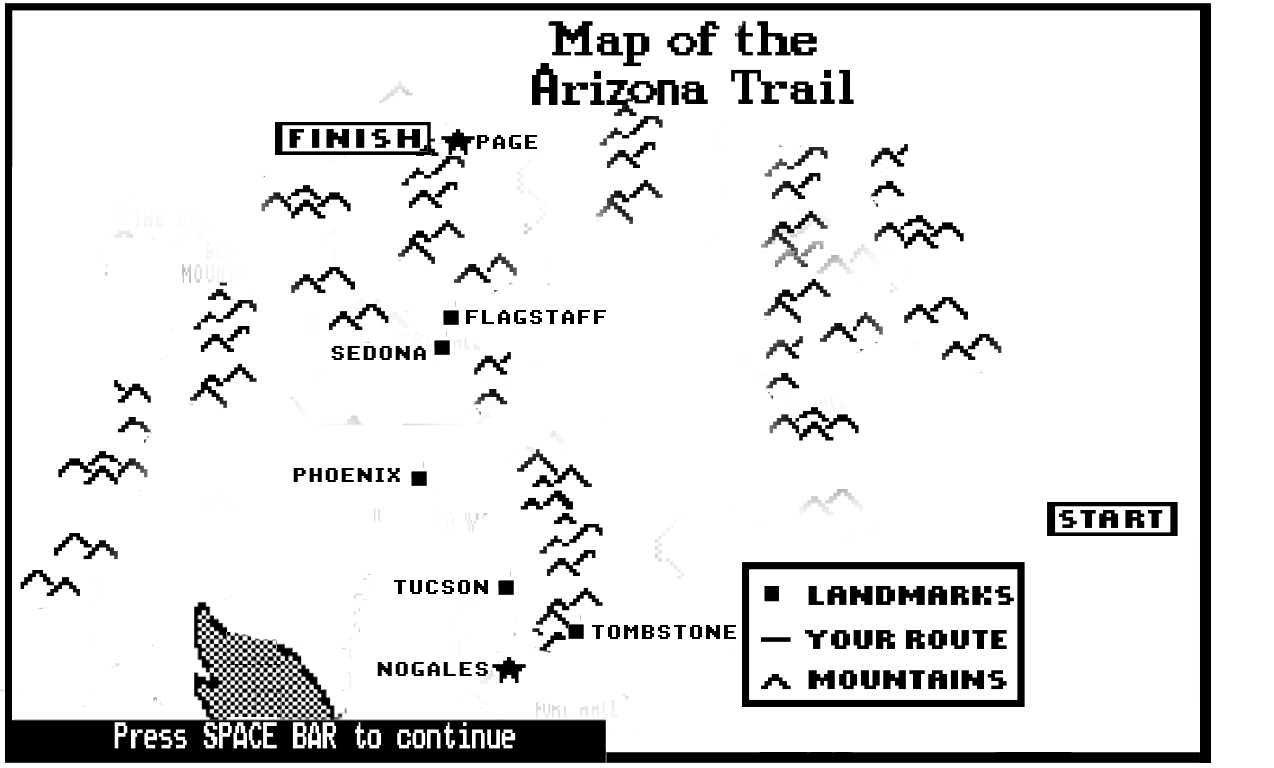 Map of the
Arizona Trail
FINISH
PAGE
FLAGSTAFF
SEDONA
PHOENIX
START
TUCSON
LANDMARKS
TOMBSTONE
YOUR ROUTE
NOGALES
MOUNTAINS
Press SPACE BAR to continue